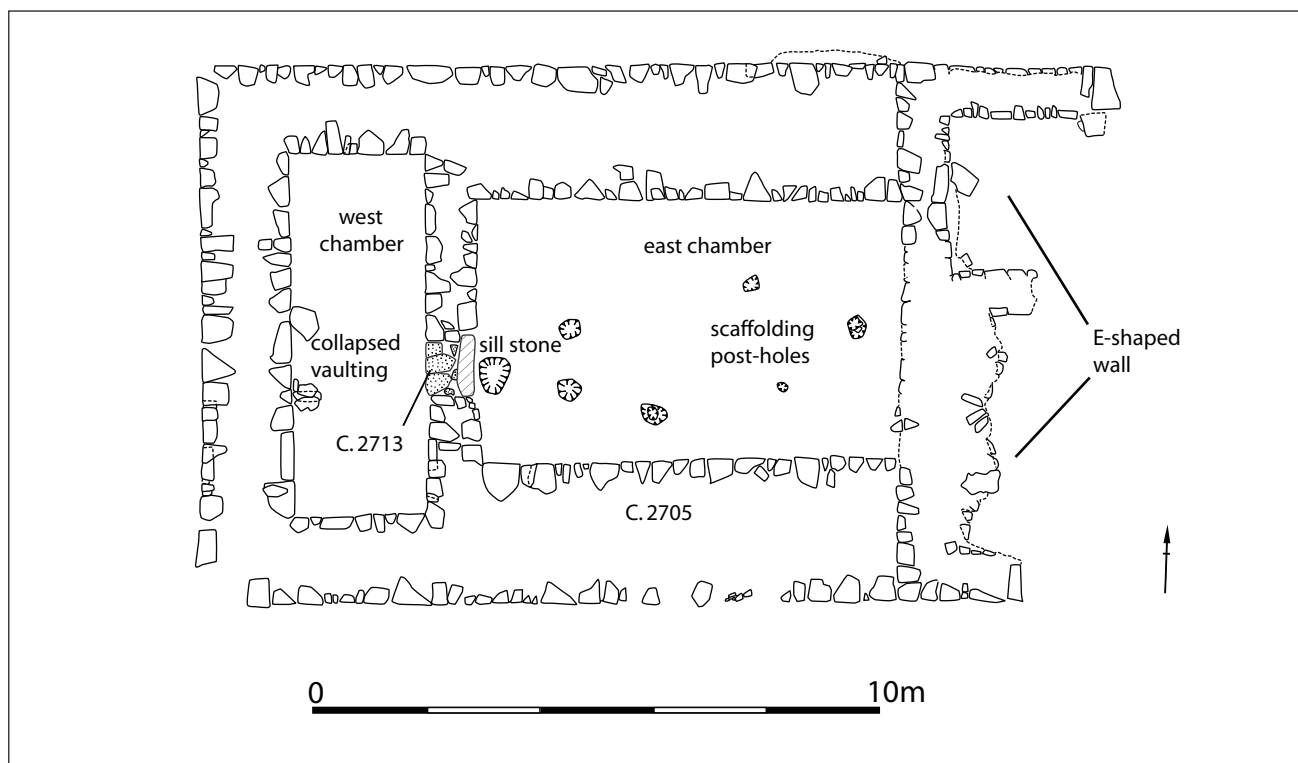 west
chamber
east chamber
collapsed
vaulting
sill stone
scaffolding
post-holes
E-shaped
wall
C. 2713
C. 2705
0
10m